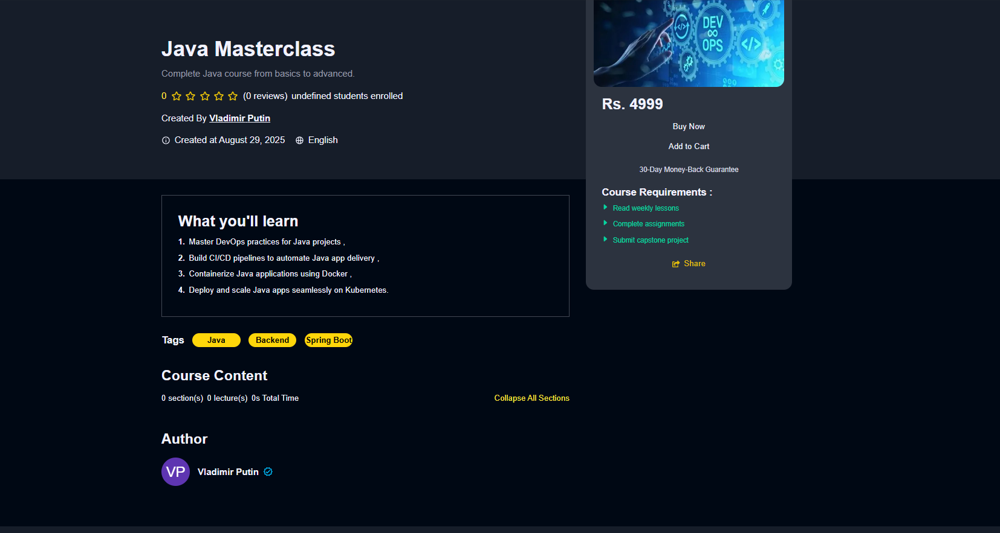 Java Masterclass
Complete Java course from basics to advanced.
0 (0 reviews) undefined students enrolled
Created By Vladimir Putin
Created at August 29, 2025 English
DEV
OPS
</>
</>
Rs. 4999
Buy Now
Add to Cart
30-Day Money-Back Guarantee
Course Requirements :
Read weekly lessons
Complete assignments
Submit capstone project
Share
What you'll learn
1. Master DevOps practices for Java projects ,
2. Build CI/CD pipelines to automate Java app delivery ,
3. Containerize Java applications using Docker ,
4. Deploy and scale Java apps seamlessly on Kubernetes.
Tags Java Backend Spring Boot
Course Content
0 section(s) 0 lecture(s) 0s Total Time Collapse All Sections
Author
VP Vladimir Putin